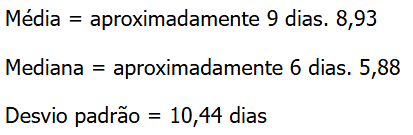 Média = aproximadamente 9 dias. 8,93
Mediana = aproximadamente 6 dias. 5,88
Desvio padrão = 10,44 dias